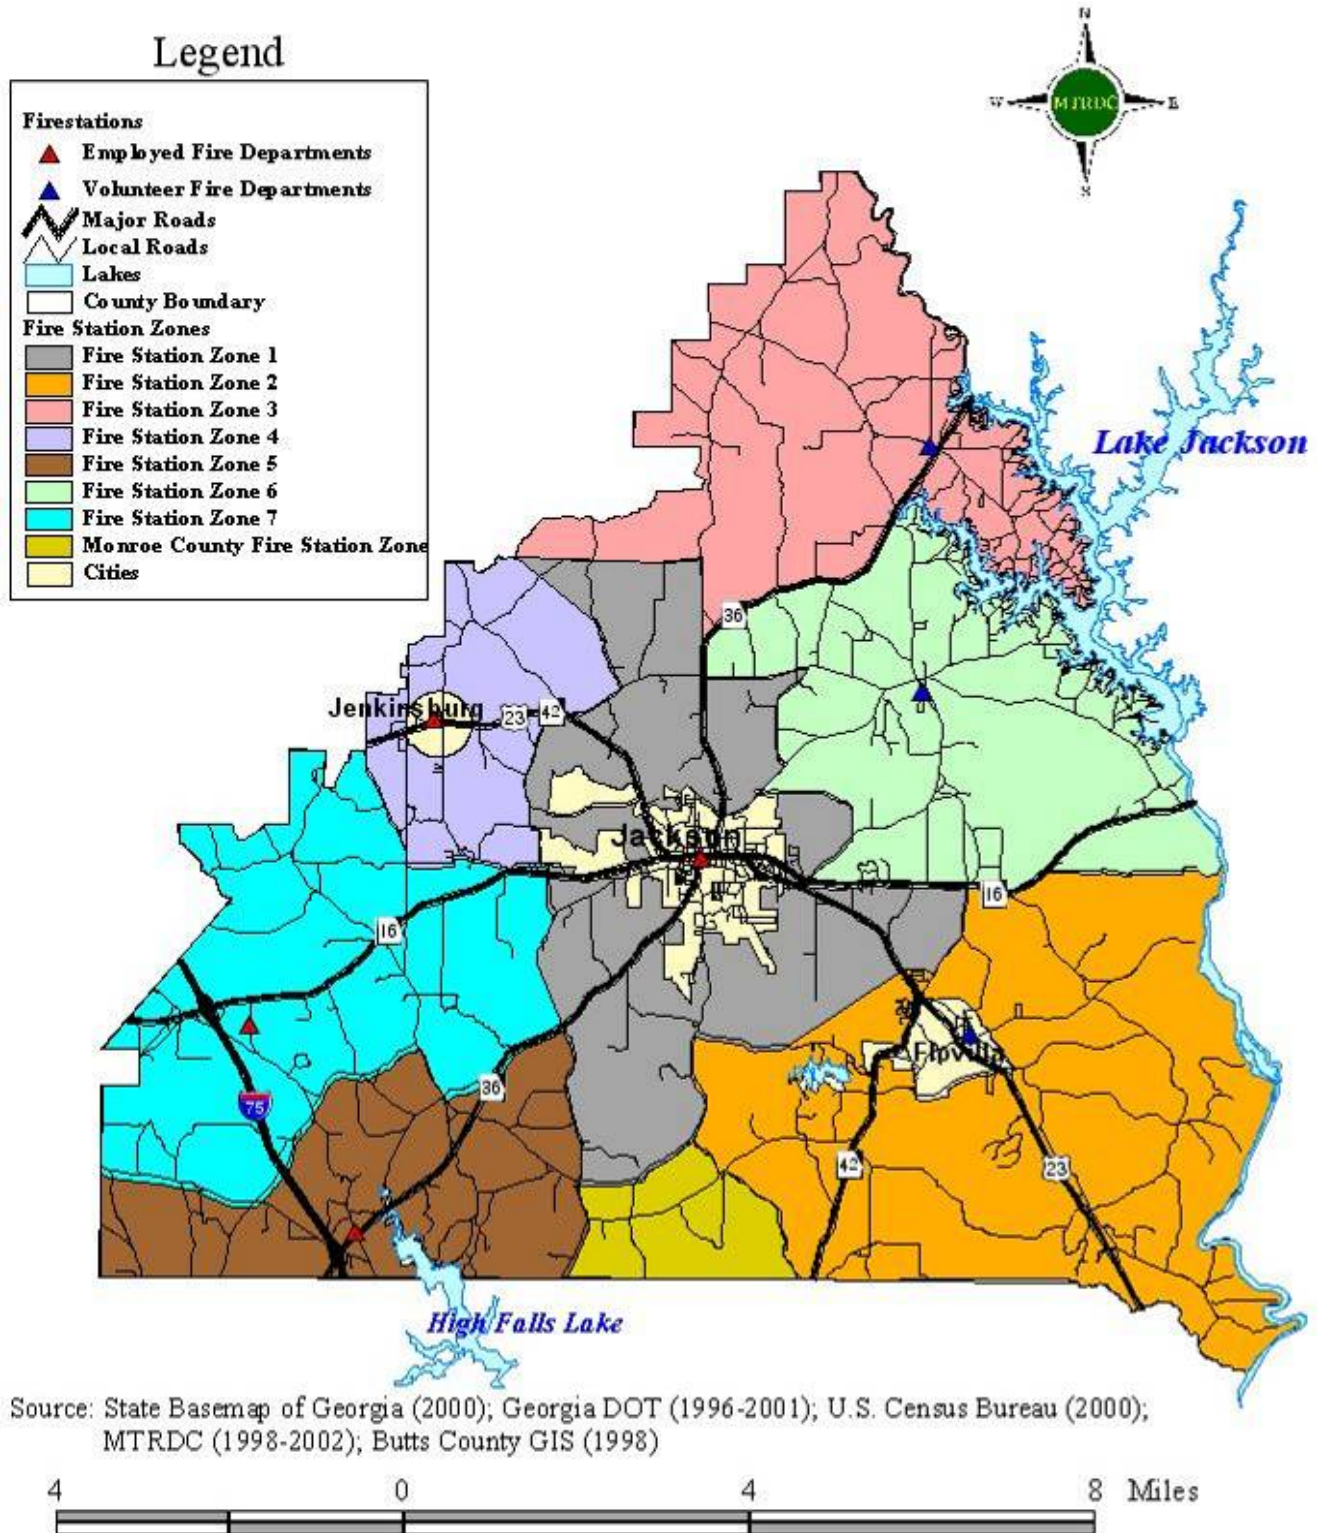 Legend
N
W
MTRDC
E
S
Firestations
Employed Fire Departments
Volunteer Fire Departments
Major Roads
Local Roads
Lakes
County Boundary
Fire Station Zones
Fire Station Zone 1
Fire Station Zone 2
Fire Station Zone 3
Fire Station Zone 4
Fire Station Zone 5
Fire Station Zone 6
Fire Station Zone 7
Monroe County Fire Station Zone
Cities
Lake Jackson
36
Jenkinsburg
23
42
Jackson
16
16
Flovilla
36
75
42
23
High Falls Lake
Source: State Basemap of Georgia (2000); Georgia DOT (1996-2001); U.S. Census Bureau (2000);
MTRDC (1998-2002); Butts County GIS (1998)
4 0 4 8 Miles